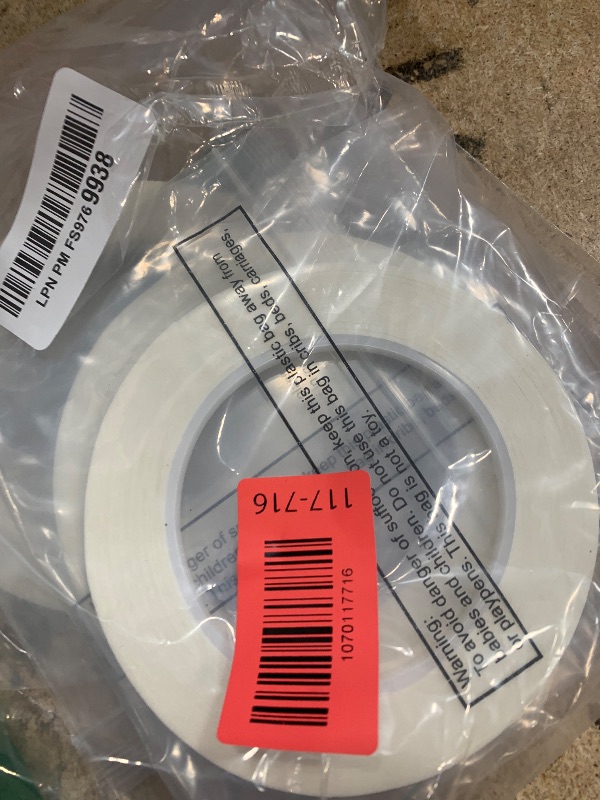 LPN PM FS976 9938
Warning:
To avoid danger of suffoc keep this plastic bag away from
babies and children. Do not use this bag in cribs, beds, carriages,
or playpens. This bag is not a toy.
117-716
1070117716